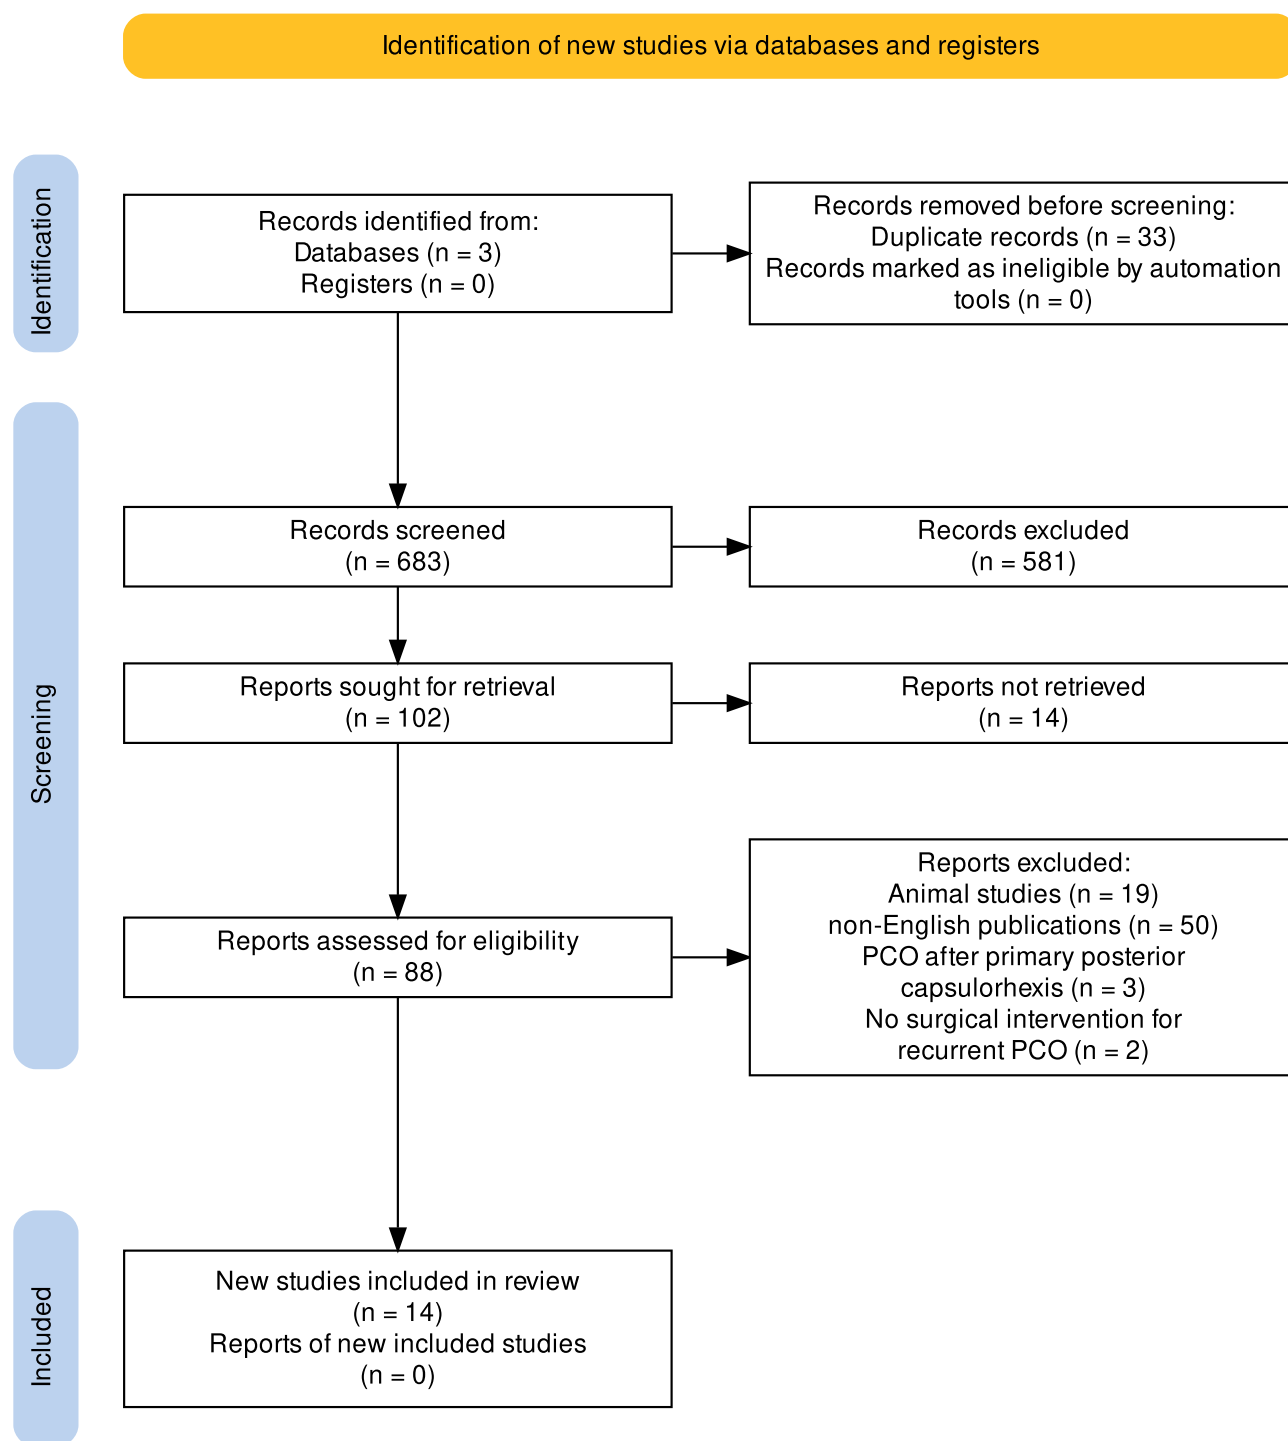 Identification of new studies via databases and registers
Identification
Records identified from:
Databases (n = 3)
Registers (n = 0)
Records removed before screening:
Duplicate records (n = 33)
Records marked as ineligible by automation
tools (n = 0)
Screening
Records screened
(n = 683)
Records excluded
(n = 581)
Reports sought for retrieval
(n = 102)
Reports not retrieved
(n = 14)
Reports assessed for eligibility
(n = 88)
Reports excluded:
Animal studies (n = 19)
non-English publications (n = 50)
PCO after primary posterior
capsulorhexis (n = 3)
No surgical intervention for
recurrent PCO (n = 2)
Included
New studies included in review
(n = 14)
Reports of new included studies
(n = 0)